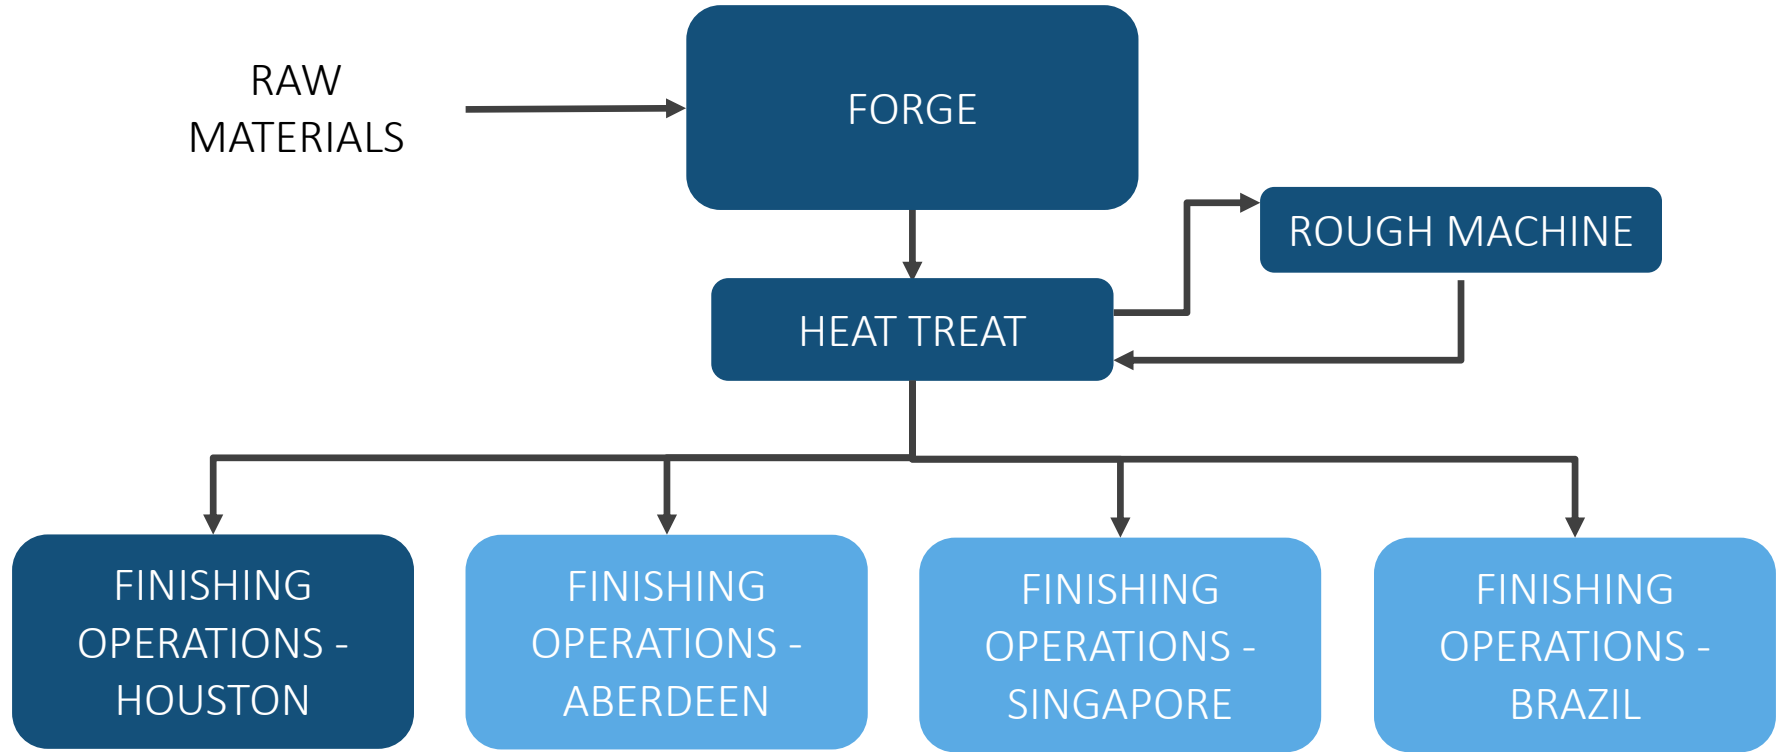 RAW
MATERIALS
FORGE
ROUGH MACHINE
HEAT TREAT
FINISHING
OPERATIONS -
HOUSTON
FINISHING
OPERATIONS -
ABERDEEN
FINISHING
OPERATIONS -
SINGAPORE
FINISHING
OPERATIONS -
BRAZIL